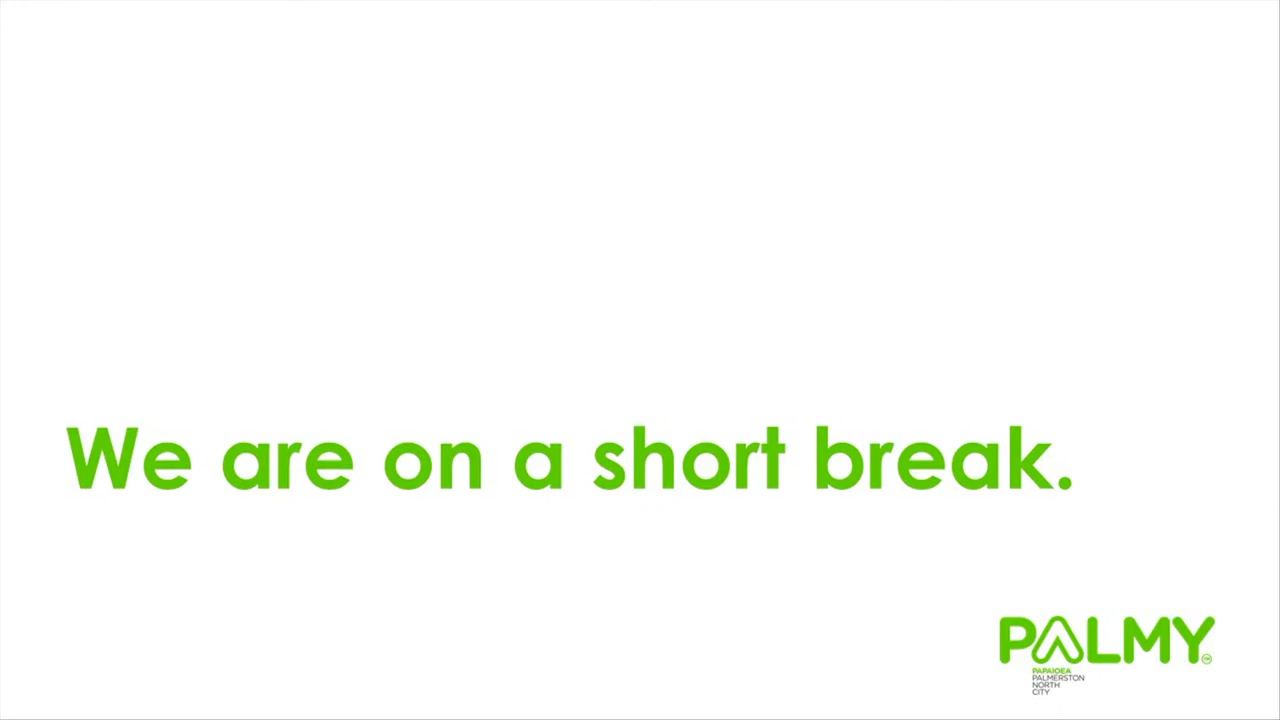 We are on a short break.
PALMY
PAPAIOEA
PALMERSTON
NORTH
CITY